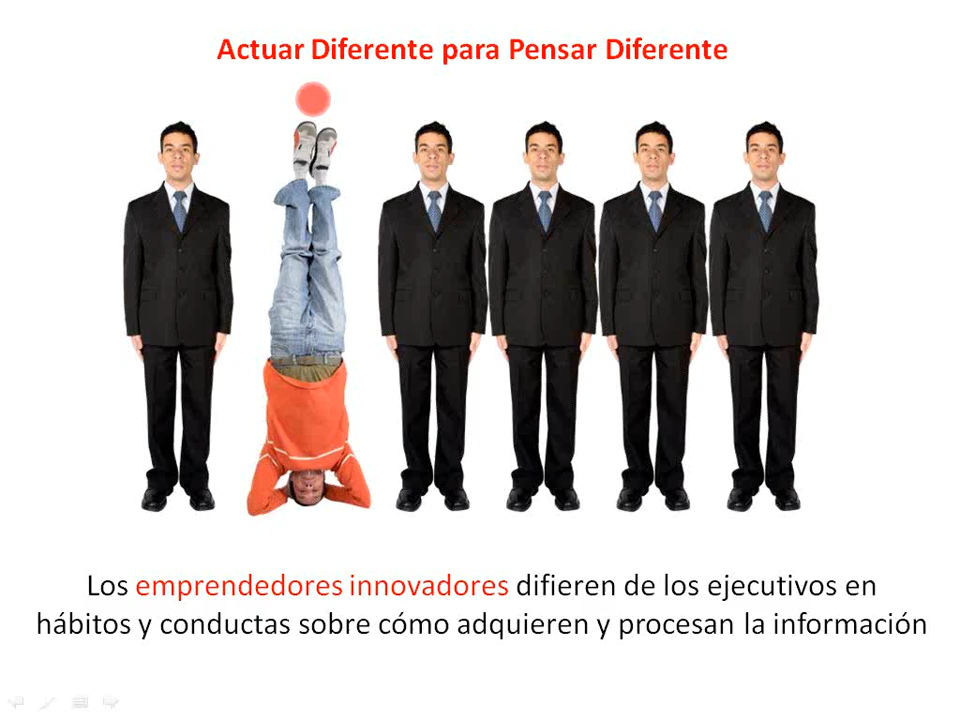 Actuar Diferente para Pensar Diferente
Los emprendedores innovadores difieren de los ejecutivos en
hábitos y conductas sobre cómo adquieren y procesan la información